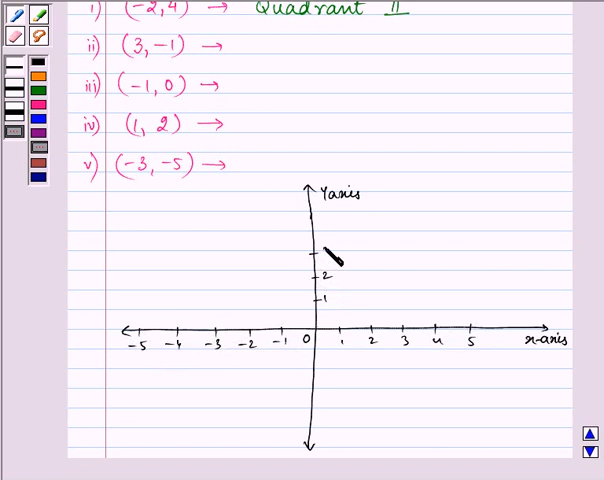 i) (-2,4) → Quadrant II
ii) (3,-1) →
iii) (-1,0) →
iv) (1, 2) →
v) (-3,-5) →
Yaxis
2
1
-5 -4 -3 -2 -1 0 1 2 3 4 5 x-axis